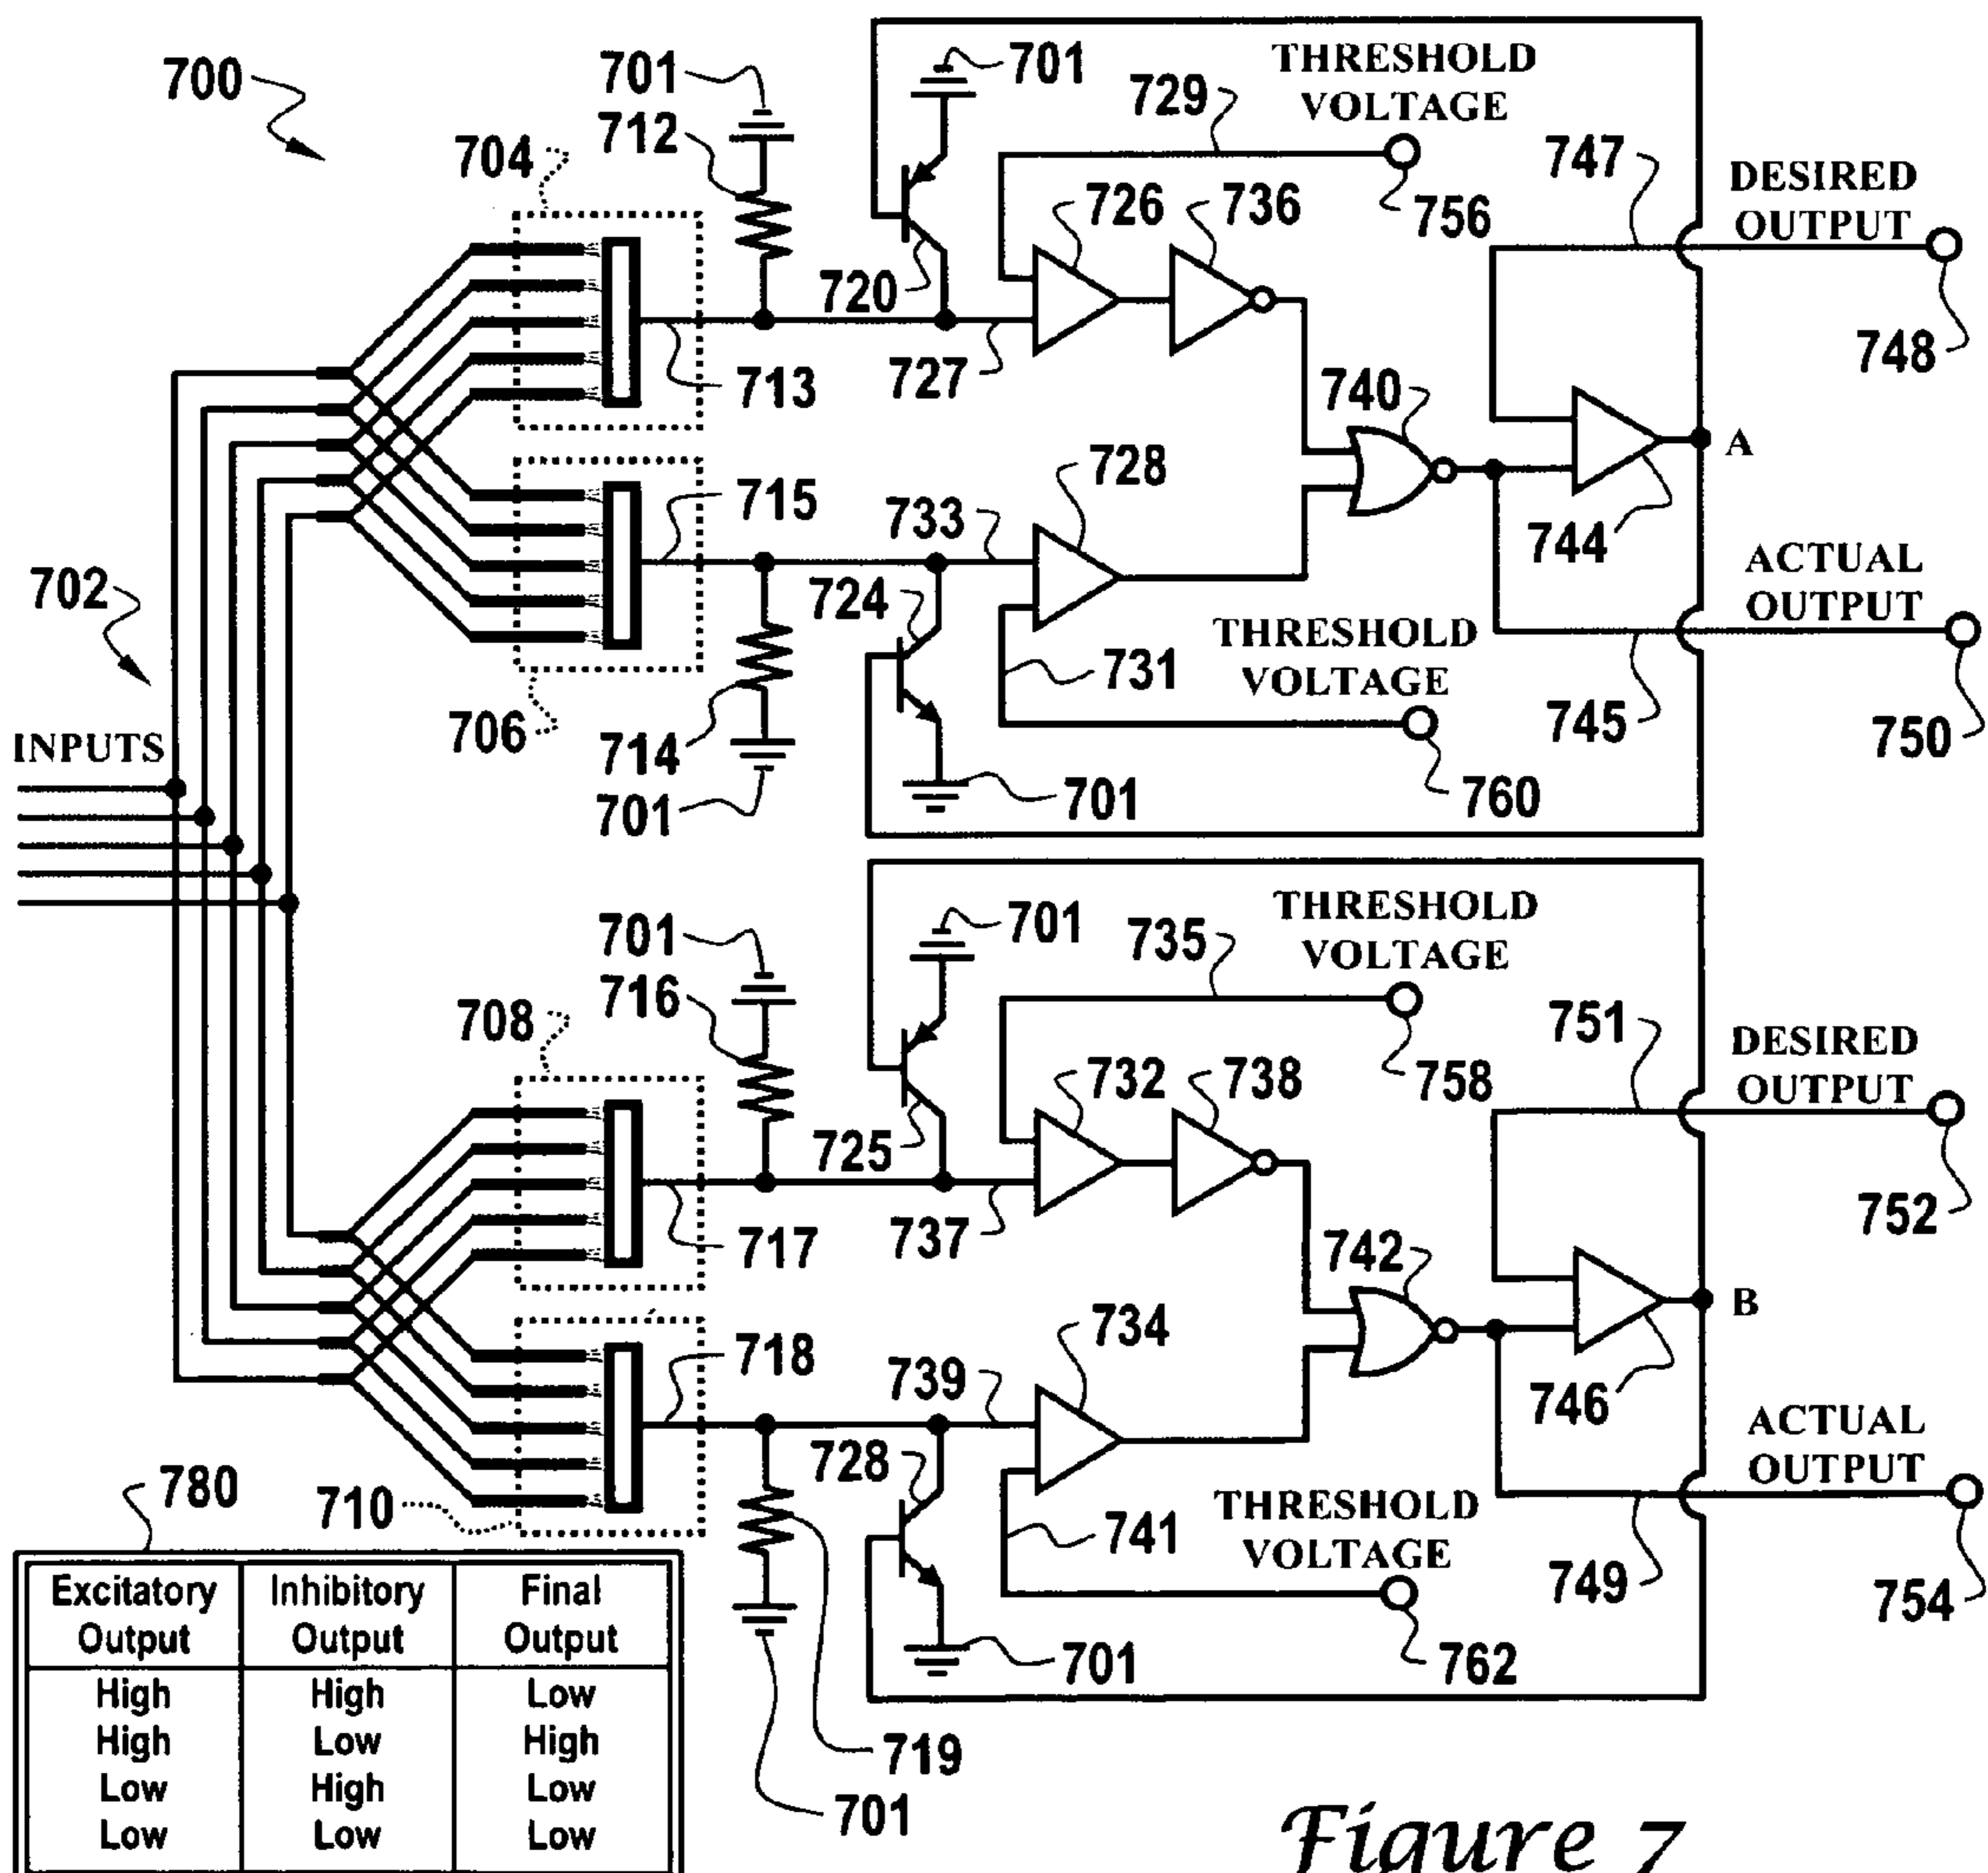 700
701
712
704
701
THRESHOLD
VOLTAGE
729
756
726
736
720
727
713
747
DESIRED
OUTPUT
748
740
744
A
715
733
728
724
731
THRESHOLD
VOLTAGE
760
745
ACTUAL
OUTPUT
750
702
706
714
701
701
INPUTS
701
716
708
701
THRESHOLD
VOLTAGE
735
758
732
738
725
737
717
751
DESIRED
OUTPUT
752
742
746
B
718
739
734
728
741
THRESHOLD
VOLTAGE
762
749
ACTUAL
OUTPUT
754
710
701
719
701
780
Excitatory Output
Inhibitory Output
Final Output
High High Low
High Low High
Low High Low
Low Low Low
Figure 7